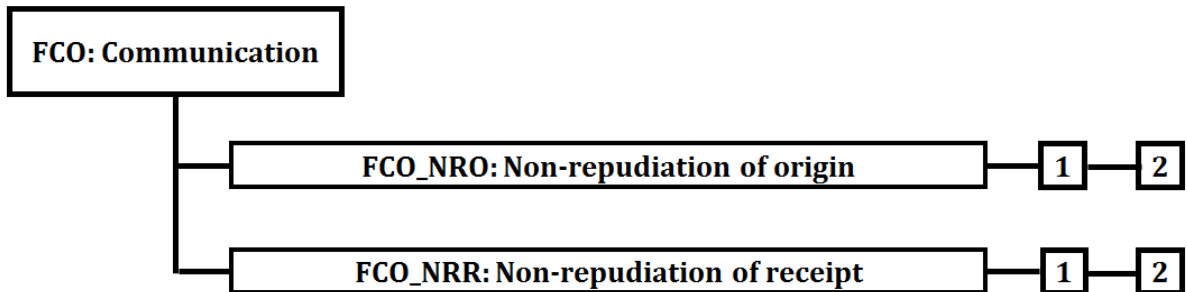 FCO: Communication
FCO_NRO: Non-repudiation of origin 1 2
FCO_NRR: Non-repudiation of receipt 1 2